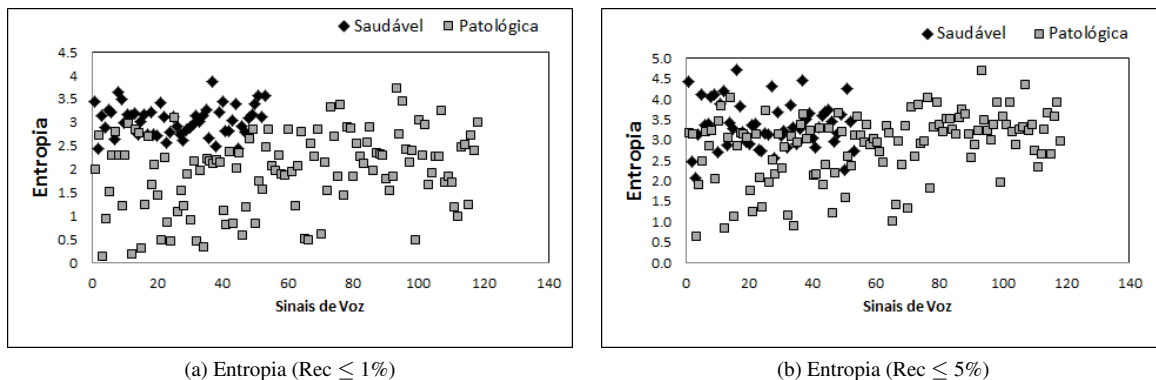 Saudável Patológica
4.5
4
3.5
3
2.5
2
1.5
1
0.5
0
Entropia
0 20 40 60 80 100 120 140
Sinais de Voz
(a) Entropia (Rec ≤ 1%)
Saudável Patológica
5.0
4.5
4.0
3.5
3.0
2.5
2.0
1.5
1.0
0.5
0.0
Entropia
0 20 40 60 80 100 120 140
Sinais de Voz
(b) Entropia (Rec ≤ 5%)